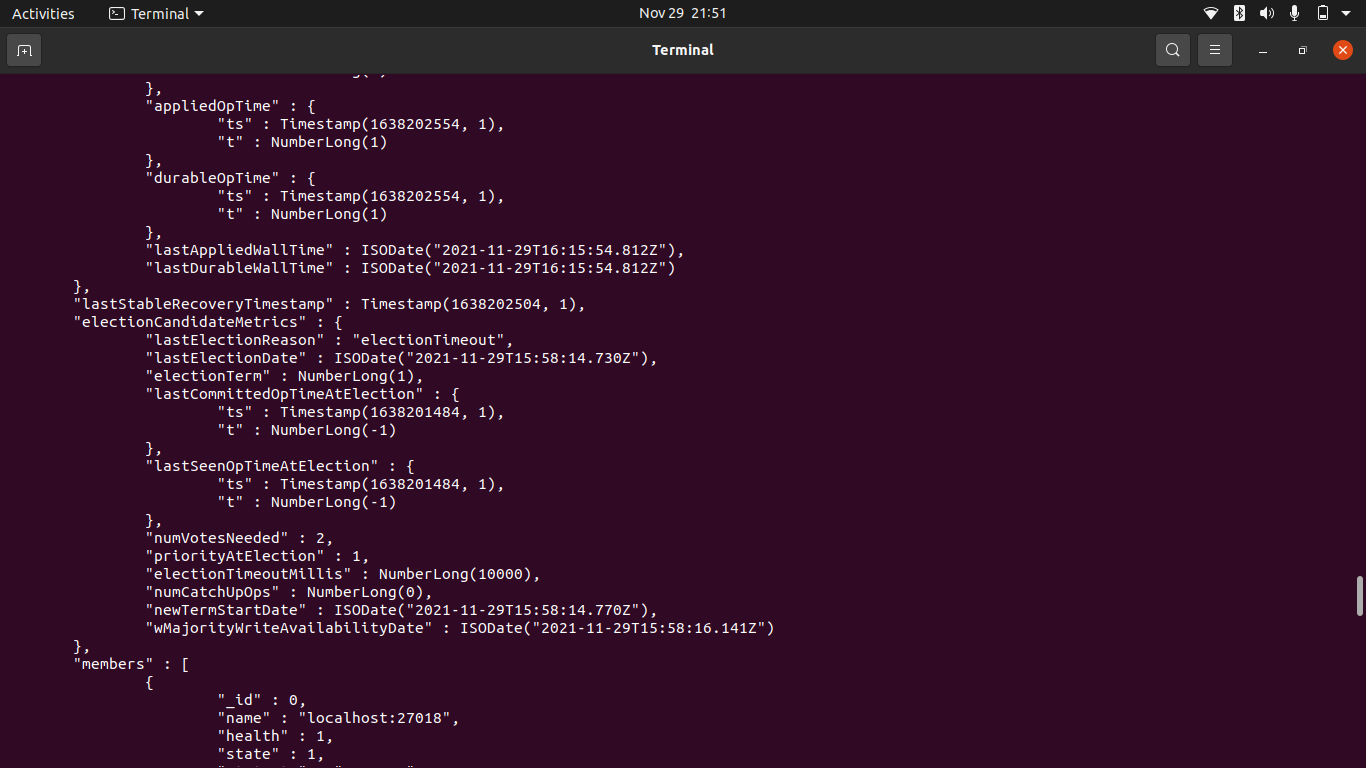 Activities Terminal Nov 29 21:51
Terminal
},
"appliedOpTime" : {
"ts" : Timestamp(1638202554, 1),
"t" : NumberLong(1)
},
"durableOpTime" : {
"ts" : Timestamp(1638202554, 1),
"t" : NumberLong(1)
},
"lastAppliedWallTime" : ISODate("2021-11-29T16:15:54.812Z"),
"lastDurableWallTime" : ISODate("2021-11-29T16:15:54.812Z")
},
"lastStableRecoveryTimestamp" : Timestamp(1638202504, 1),
"electionCandidateMetrics" : {
"lastElectionReason" : "electionTimeout",
"lastElectionDate" : ISODate("2021-11-29T15:58:14.730Z"),
"electionTerm" : NumberLong(1),
"lastCommittedOpTimeAtElection" : {
"ts" : Timestamp(1638201484, 1),
"t" : NumberLong(-1)
},
"lastSeenOpTimeAtElection" : {
"ts" : Timestamp(1638201484, 1),
"t" : NumberLong(-1)
},
"numVotesNeeded" : 2,
"priorityAtElection" : 1,
"electionTimeoutMillis" : NumberLong(10000),
"numCatchUpOps" : NumberLong(0),
"newTermStartDate" : ISODate("2021-11-29T15:58:14.770Z"),
"wMajorityWriteAvailabilityDate" : ISODate("2021-11-29T15:58:16.141Z")
},
"members" : [
{
"_id" : 0,
"name" : "localhost:27018",
"health" : 1,
"state" : 1,